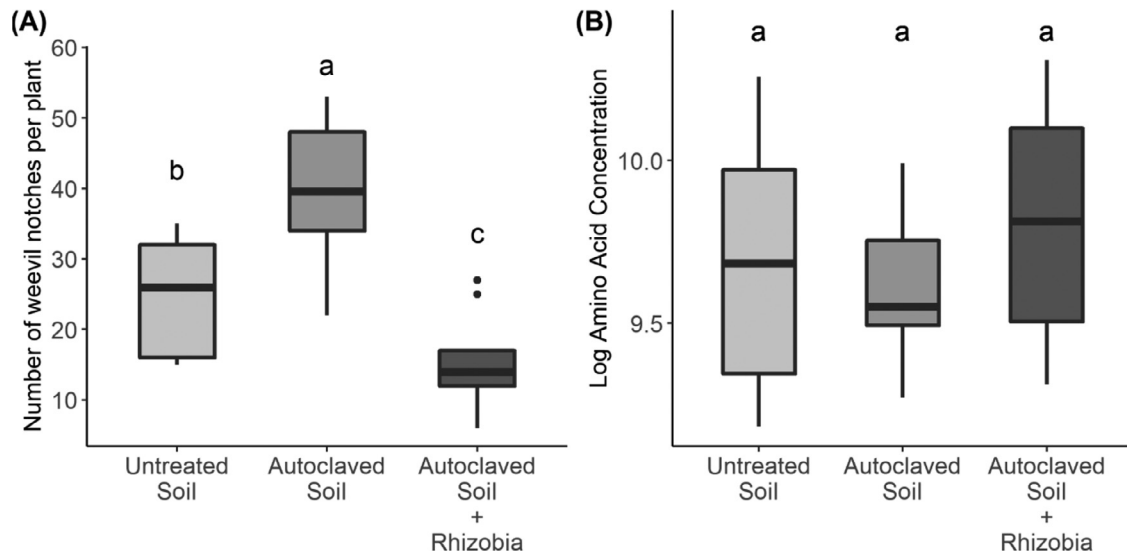 (A)
Number of weevil notches per plant
60
50
40
30
20
10
b
a
c
Untreated
Soil
Autoclaved
Soil
Autoclaved
Soil
+
Rhizobia
(B)
Log Amino Acid Concentration
10.0
9.5
a
a
a
Untreated
Soil
Autoclaved
Soil
Autoclaved
Soil
+
Rhizobia